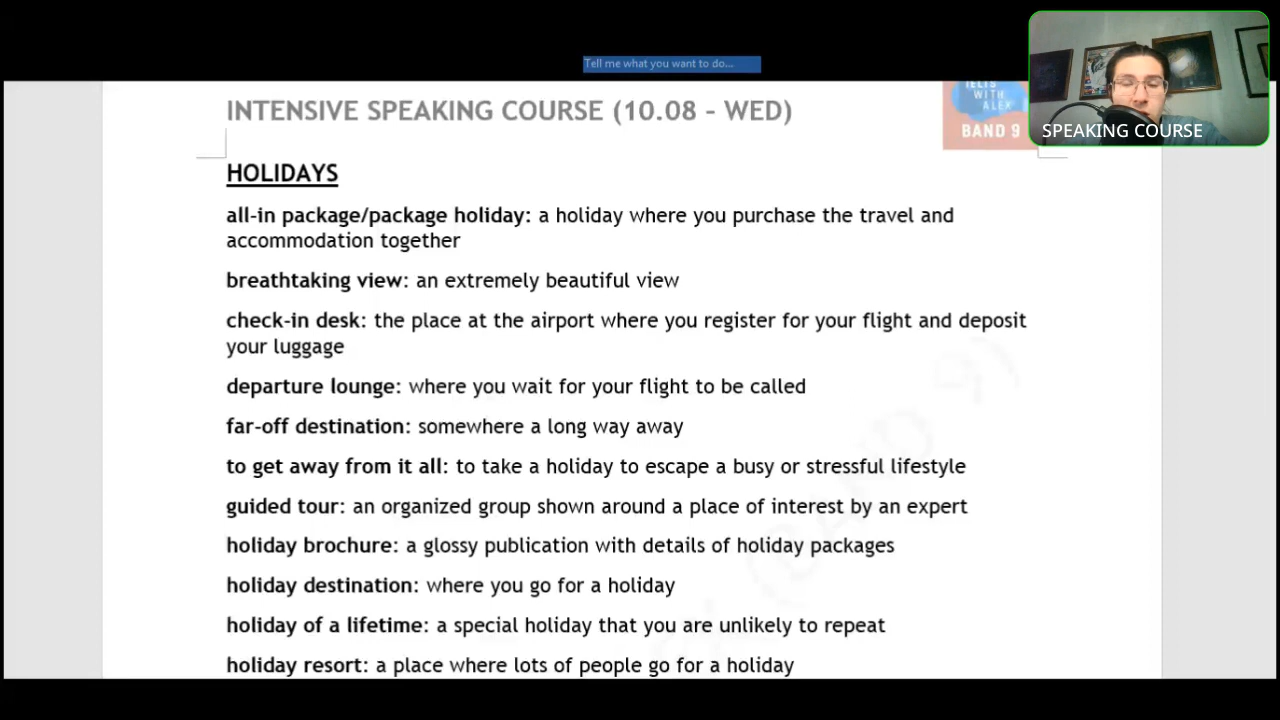 Tell me what you want to do...
INTENSIVE SPEAKING COURSE (10.08 - WED)
IELTS
WITH
ALEX
BAND 9
SPEAKING COURSE
HOLIDAYS
all-in package/package holiday: a holiday where you purchase the travel and
accommodation together
breathtaking view: an extremely beautiful view
check-in desk: the place at the airport where you register for your flight and deposit
your luggage
departure lounge: where you wait for your flight to be called
far-off destination: somewhere a long way away
to get away from it all: to take a holiday to escape a busy or stressful lifestyle
guided tour: an organized group shown around a place of interest by an expert
holiday brochure: a glossy publication with details of holiday packages
holiday destination: where you go for a holiday
holiday of a lifetime: a special holiday that you are unlikely to repeat
holiday resort: a place where lots of people go for a holiday